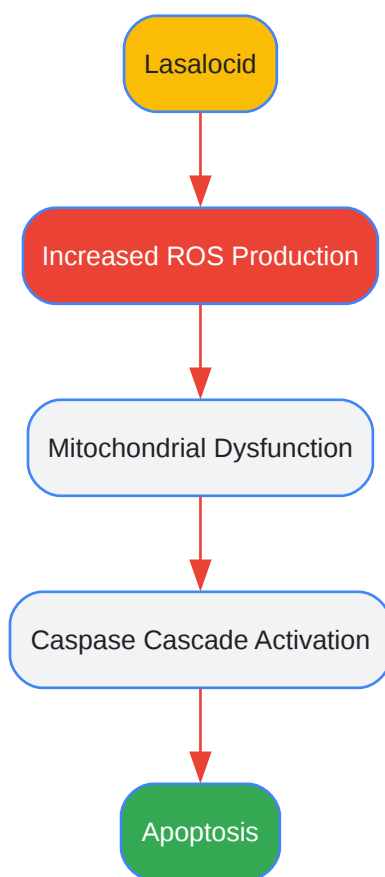 Lasalocid
Increased ROS Production
Mitochondrial Dysfunction
Caspase Cascade Activation
Apoptosis